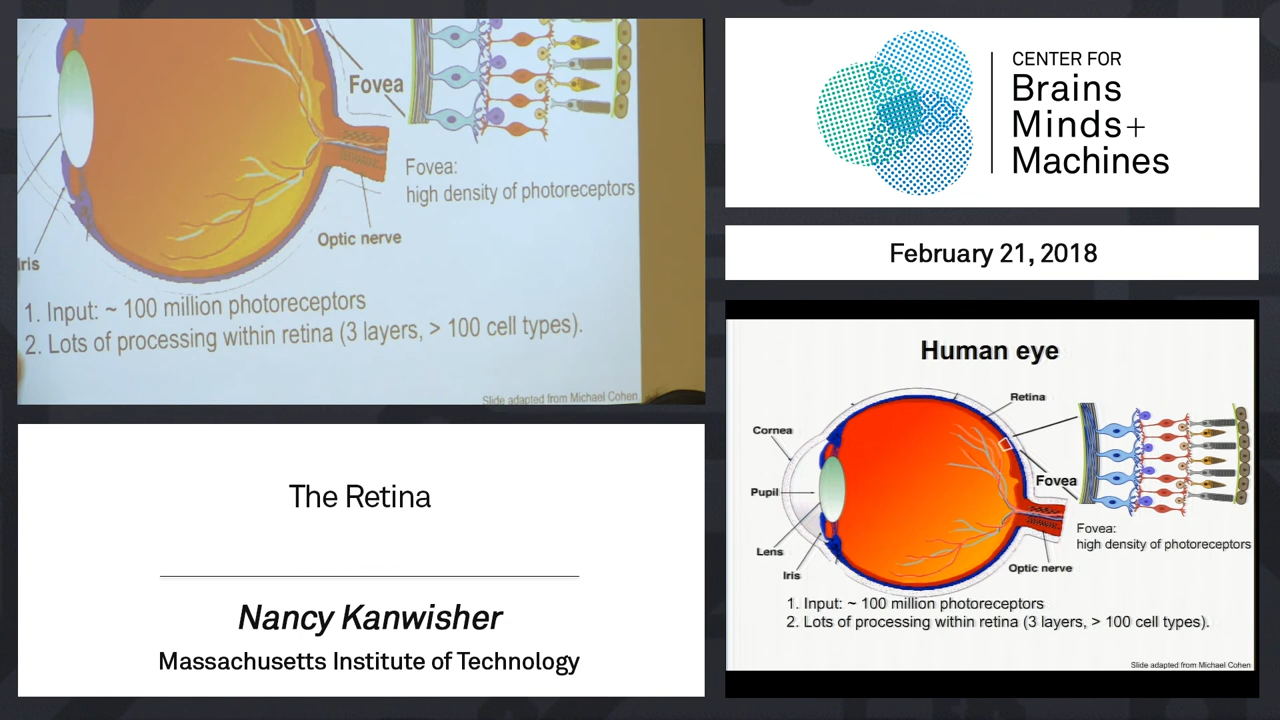 Fovea
Fovea:
high density of photoreceptors
Optic nerve
Iris
1. Input: ~ 100 million photoreceptors
2. Lots of processing within retina (3 layers, > 100 cell types).
Slide adapted from Michael Cohen
CENTER FOR
Brains
Minds+
Machines
February 21, 2018
The Retina
Nancy Kanwisher
Massachusetts Institute of Technology
Human eye
Retina
Cornea
Pupil
Fovea
Lens
Iris
Fovea:
high density of photoreceptors
Optic nerve
1. Input: ~ 100 million photoreceptors
2. Lots of processing within retina (3 layers, > 100 cell types).
Slide adapted from Michael Cohen